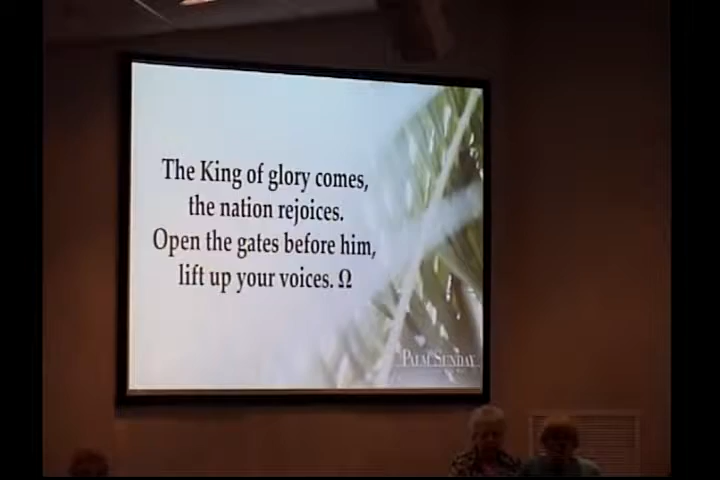 The King of glory comes,
the nation rejoices.
Open the gates before him,
lift up your voices. Ω
PALM SUNDAY